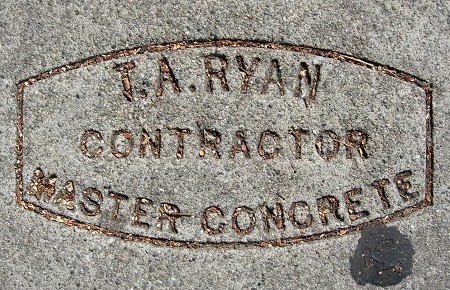 T.A. RYAN
CONTRACTOR
MASTER CONCRETE